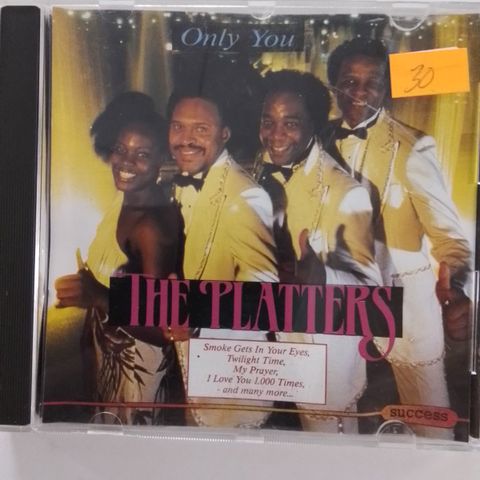 Only You
30
THE PLATTERS
Smoke Gets In Your Eyes,
Twilight Time,
My Prayer,
I Love You 1.000 Times,
- and many more...
success